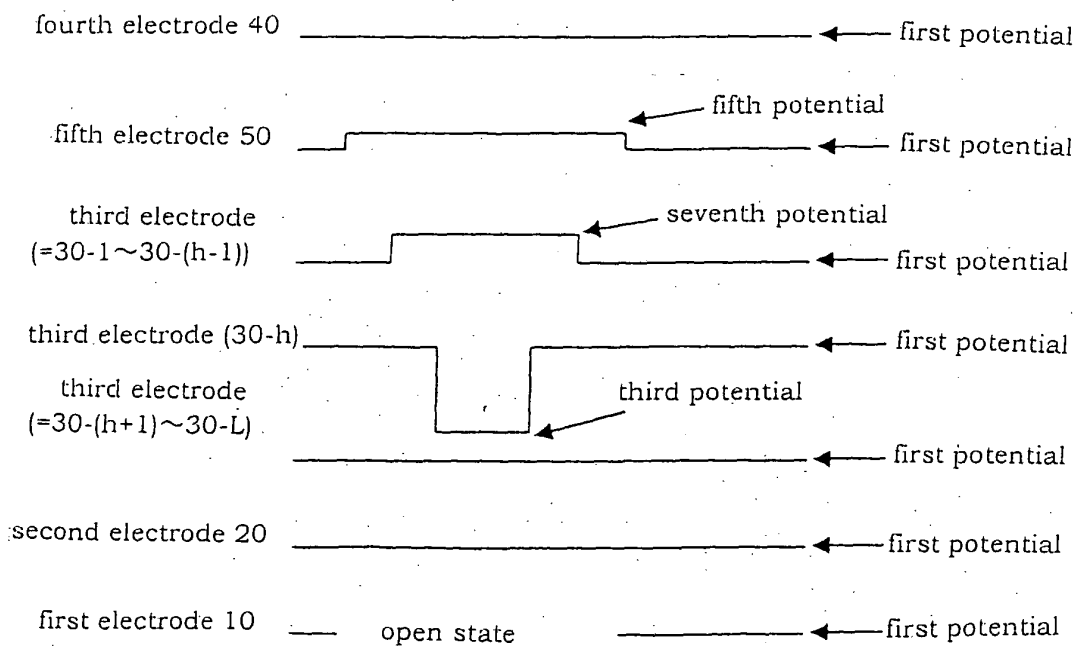 fourth electrode 40
first potential
fifth potential
fifth electrode 50
first potential
third electrode
(=30-1~30-(h-1))
seventh potential
first potential
third electrode (30-h)
first potential
third electrode
(=30-(h+1)~30-L)
third potential
first potential
second electrode 20
first potential
first electrode 10
open state
first potential